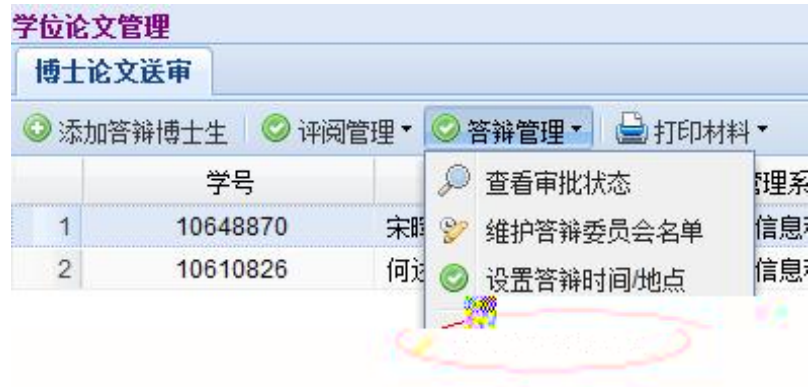 学位论文管理
博士论文送审
添加答辩博士生 评阅管理 答辩管理 打印材料
学号 管理系
1 10648870 宋 信息
2 10610826 何 信息
查看审批状态
维护答辩委员会名单
设置答辩时间/地点